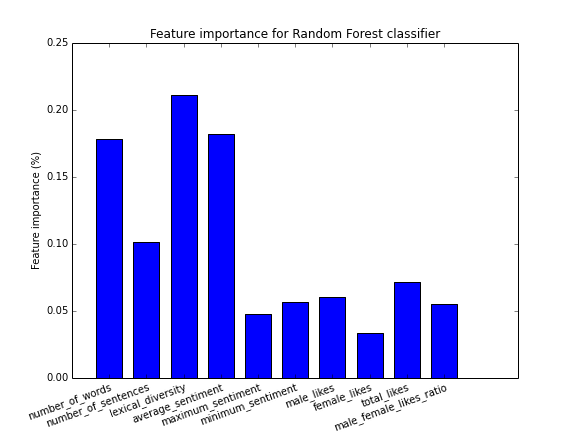 Feature importance for Random Forest classifier
0.25
0.20
0.15
0.10
0.05
0.00
Feature importance (%)
number_of_words
number_of_sentences
lexical_diversity
average_sentiment
maximum_sentiment
minimum_sentiment
male_likes
female_likes
total_likes
male_female_likes_ratio